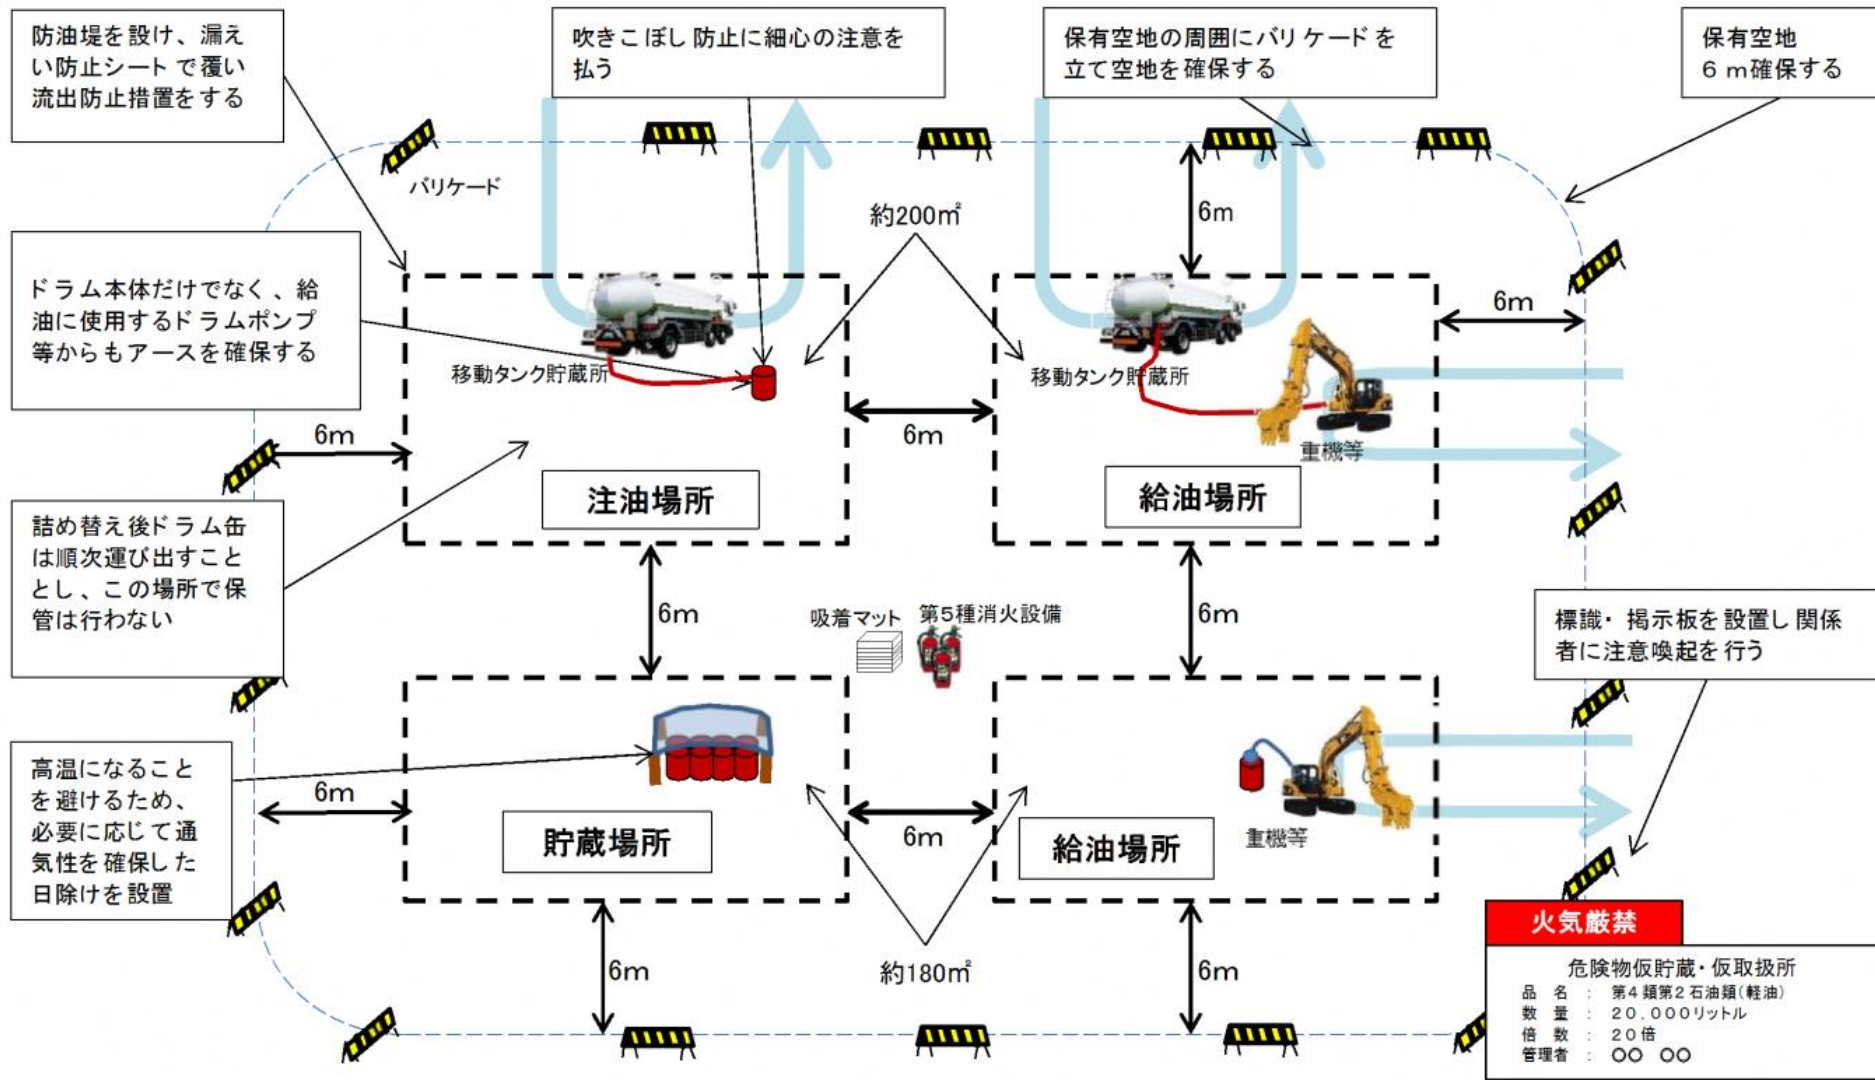 防油堤を設け、漏え
い防止シートで覆い
流出防止措置をする
吹きこぼし防止に細心の注意を
払う
保有空地の周囲にバリケードを
立て空地を確保する
保有空地
6m確保する
バリケード
約200㎡
6m
ドラム本体だけでなく、給
油に使用するドラムポンプ
等からもアースを確保する
移動タンク貯蔵所
移動タンク貯蔵所
6m
6m
6m
重機等
注油場所
給油場所
詰め替え後ドラム缶
は順次運び出すこと
とし、この場所で保
管は行わない
6m
吸着マット
第5種消火設備
6m
標識・掲示板を設置し関係
者に注意喚起を行う
高温になること
を避けるため、
必要に応じて通
気性を確保した
日除けを設置
6m
貯蔵場所
6m
給油場所
重機等
6m
約180㎡
6m
火気厳禁
危険物仮貯蔵・仮取扱所
品 名 : 第4類第2石油類(軽油)
数 量 : 20,000リットル
倍 数 : 20倍
管理者 : ○○ ○○